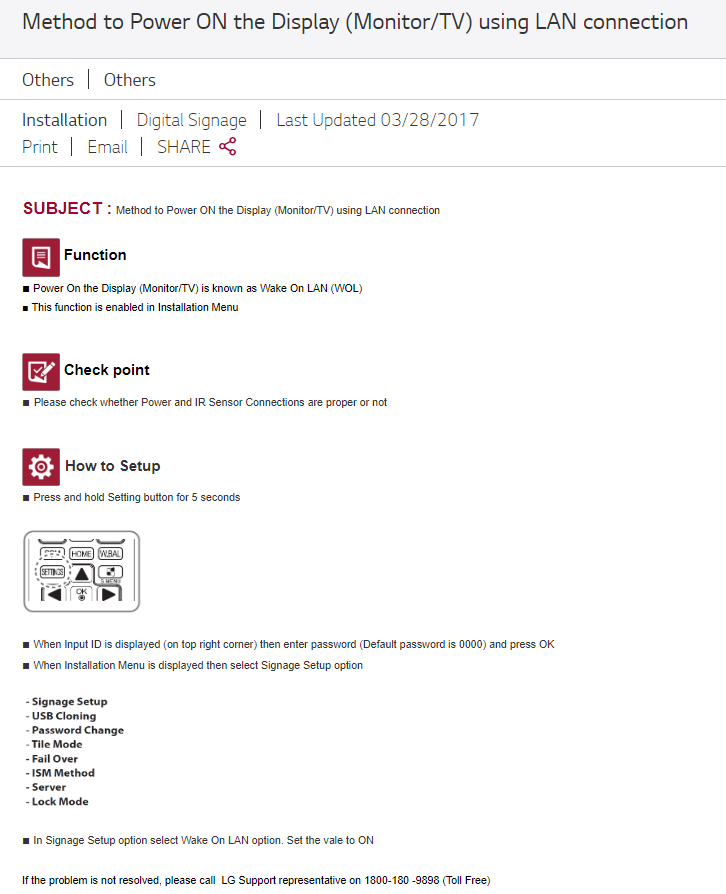 Method to Power ON the Display (Monitor/TV) using LAN connection
Others | Others
Installation | Digital Signage | Last Updated 03/28/2017
Print | Email | SHARE
SUBJECT : Method to Power ON the Display (Monitor/TV) using LAN connection
Function
■ Power On the Display (Monitor/TV) is known as Wake On LAN (WOL)
■ This function is enabled in Installation Menu
Check point
■ Please check whether Power and IR Sensor Connections are proper or not
How to Setup
■ Press and hold Setting button for 5 seconds
HOME W.BAL
SETTINGS
S.MENU
OK
■ When Input ID is displayed (on top right corner) then enter password (Default password is 0000) and press OK
■ When Installation Menu is displayed then select Signage Setup option
- Signage Setup
- USB Cloning
- Password Change
- Tile Mode
- Fail Over
- ISM Method
- Server
- Lock Mode
■ In Signage Setup option select Wake On LAN option. Set the vale to ON
If the problem is not resolved, please call LG Support representative on 1800-180 -9898 (Toll Free)